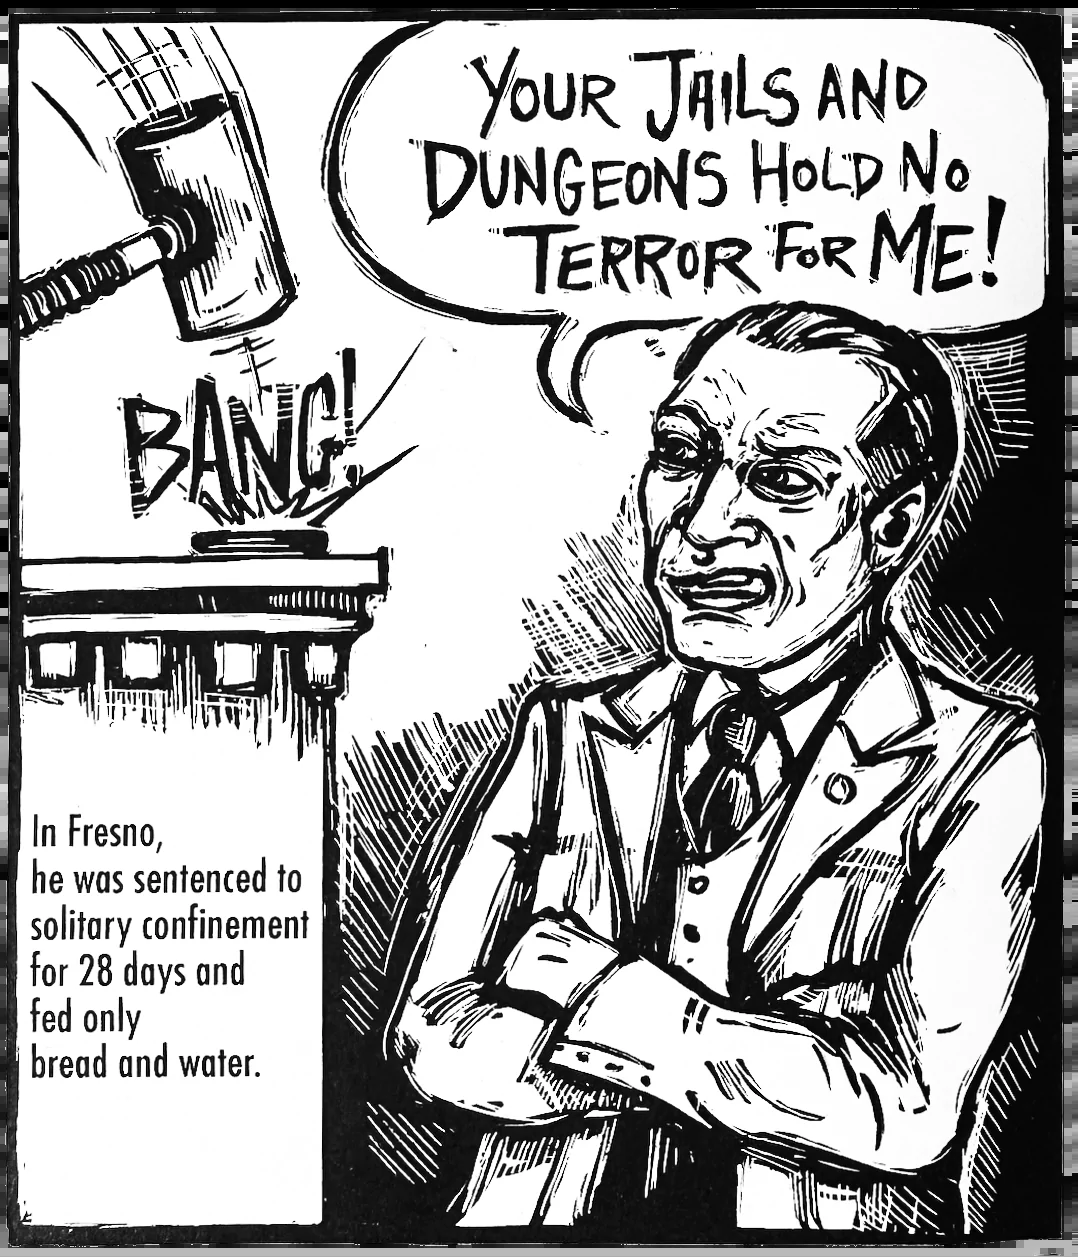 YOUR JAILS AND
DUNGEONS HOLD NO
TERROR FOR ME!
BANG!
In Fresno,
he was sentenced to
solitary confinement
for 28 days and
fed only
bread and water.